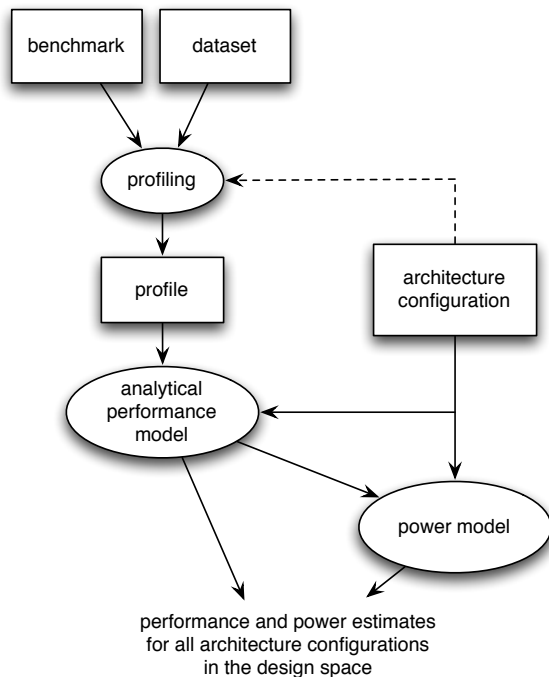 benchmark
dataset
profiling
profile
architecture
configuration
analytical
performance
model
power model
performance and power estimates
for all architecture configurations
in the design space